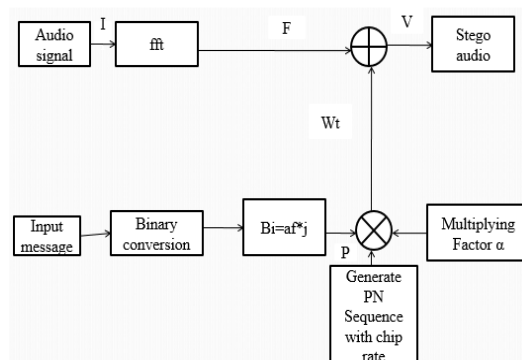 Audio
signal
I
fft
F
V
Stego
audio
Wt
Input
message
Binary
conversion
Bi=af*j
P
Multiplying
Factor α
Generate
PN
Sequence
with chip
rate